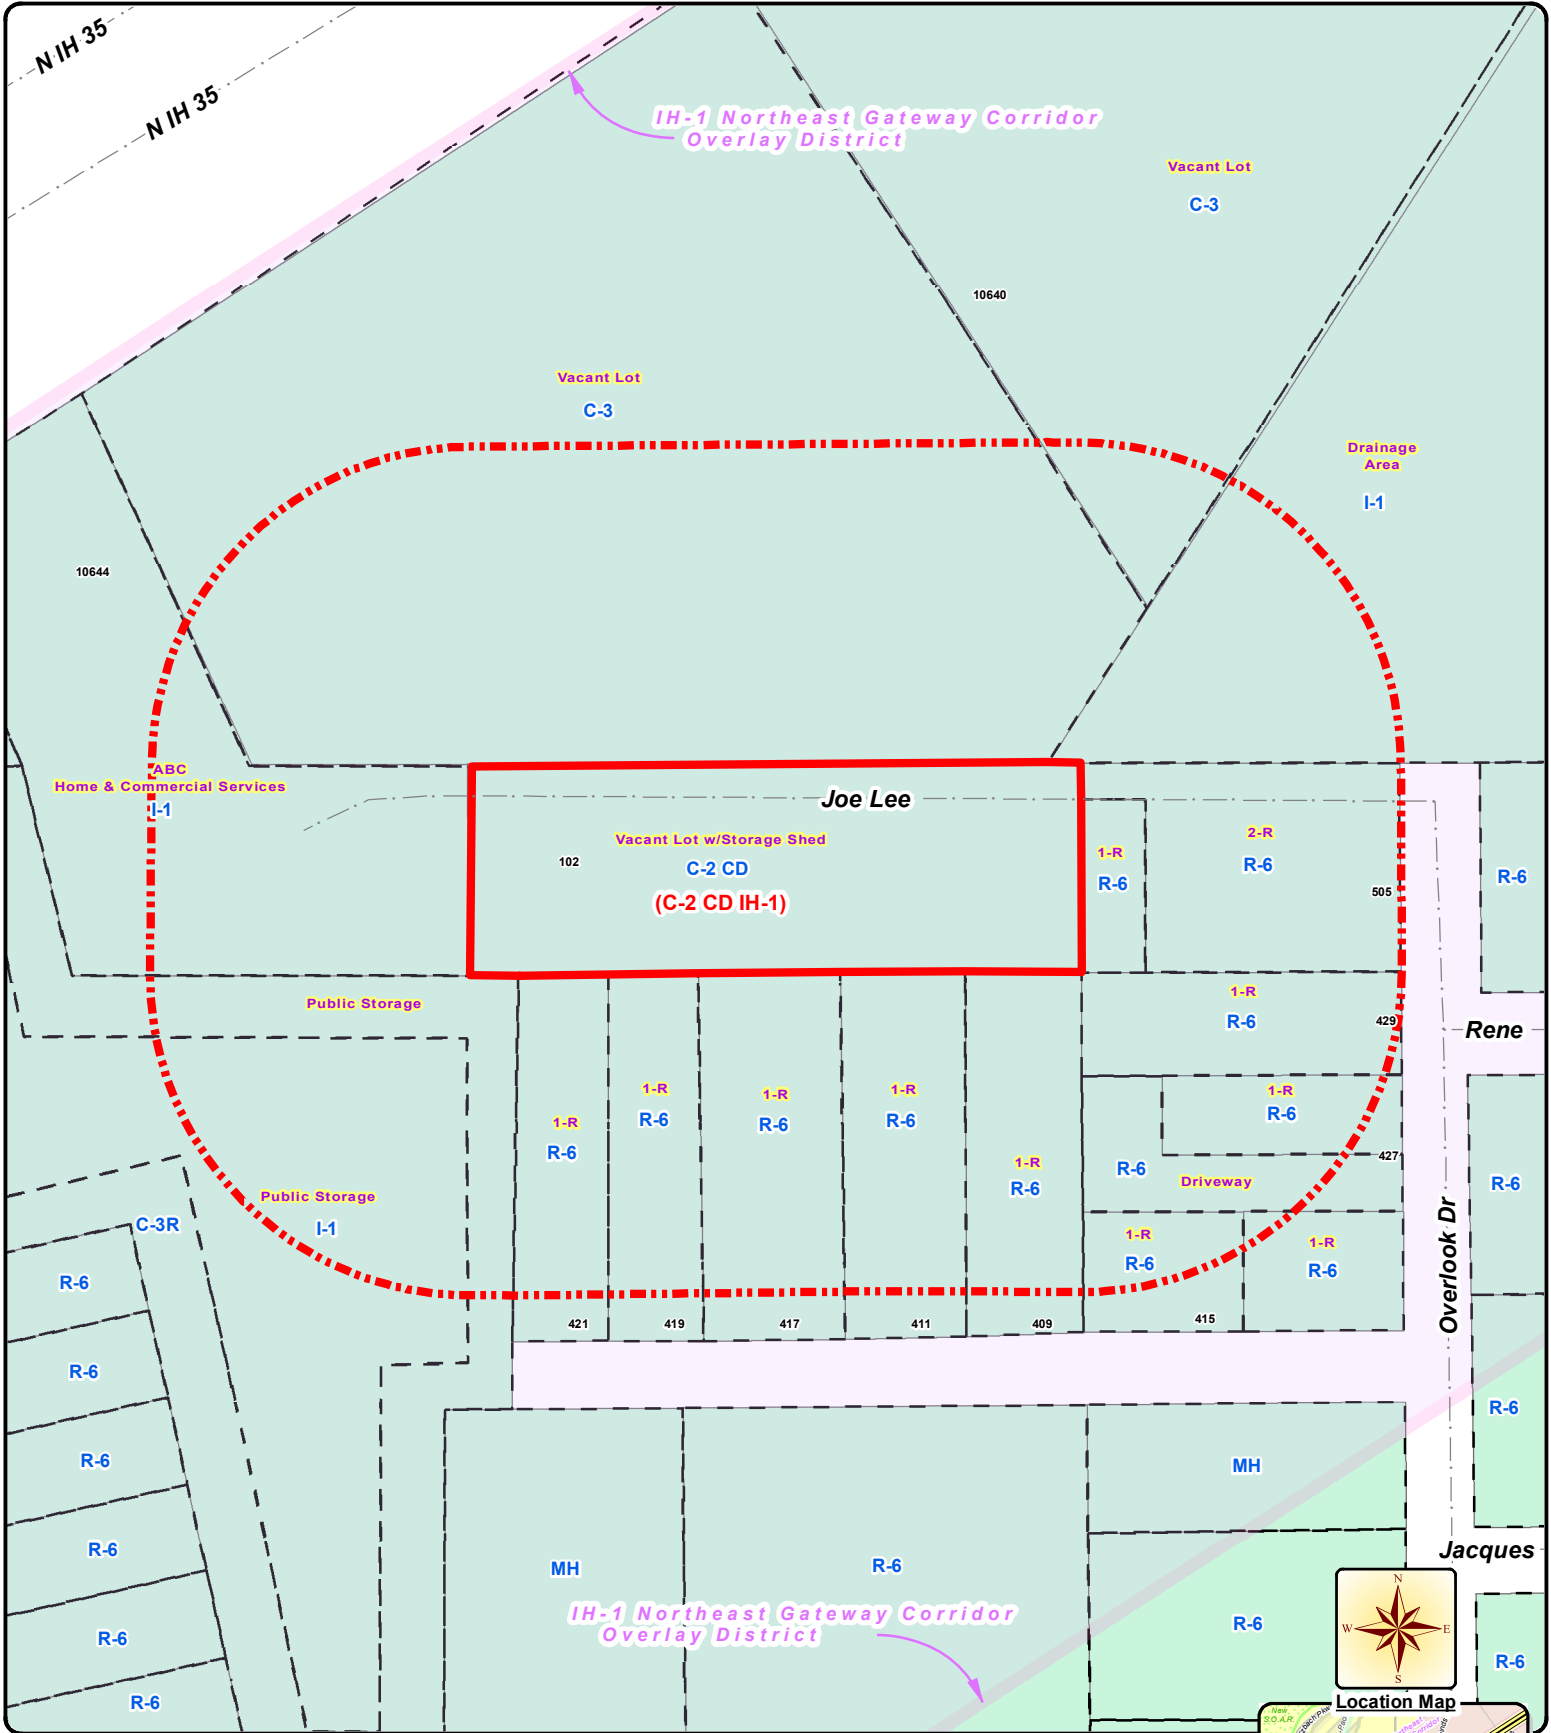 N IH 35
N IH 35
IH-1 Northeast Gateway Corridor
Overlay District
Vacant Lot
C-3
10640
Vacant Lot
C-3
Drainage
Area
I-1
10644
ABC
Home & Commercial Services
I-1
Joe Lee
Vacant Lot w/Storage Shed
102
C-2 CD
(C-2 CD IH-1)
1-R
R-6
2-R
R-6
505
R-6
Public Storage
1-R
R-6
429
Rene
1-R
R-6
1-R
R-6
1-R
R-6
1-R
R-6
1-R
R-6
1-R
R-6
427
R-6
Driveway
R-6
Public Storage
I-1
C-3R
1-R
R-6
1-R
R-6
Overlook Dr
R-6
421
419
417
411
409
415
R-6
R-6
R-6
MH
R-6
R-6
MH
R-6
Jacques
IH-1 Northeast Gateway Corridor
Overlay District
R-6
R-6
R-6
R-6
N
W
E
S
Location Map
New
S.O.A.R.